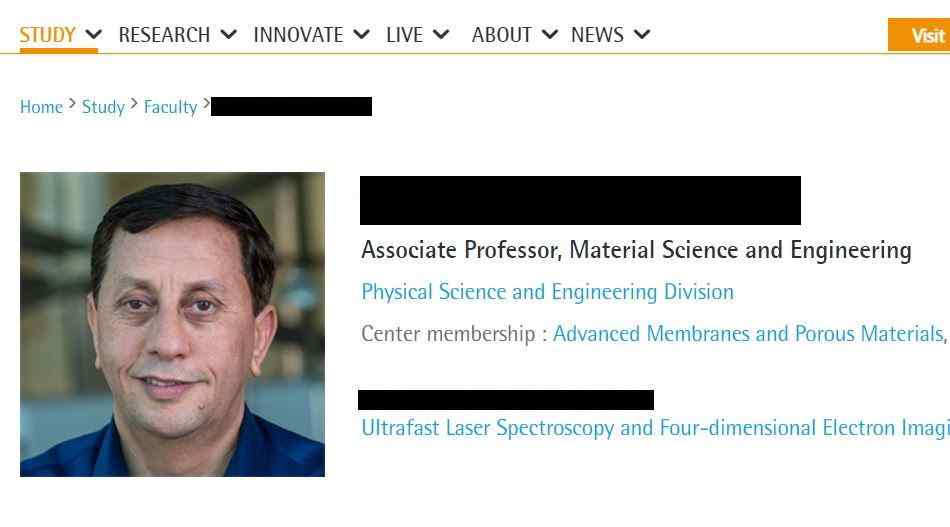 STUDY RESEARCH INNOVATE LIVE ABOUT NEWS Visit
Home > Study > Faculty >
Associate Professor, Material Science and Engineering
Physical Science and Engineering Division
Center membership : Advanced Membranes and Porous Materials,
Ultrafast Laser Spectroscopy and Four-dimensional Electron